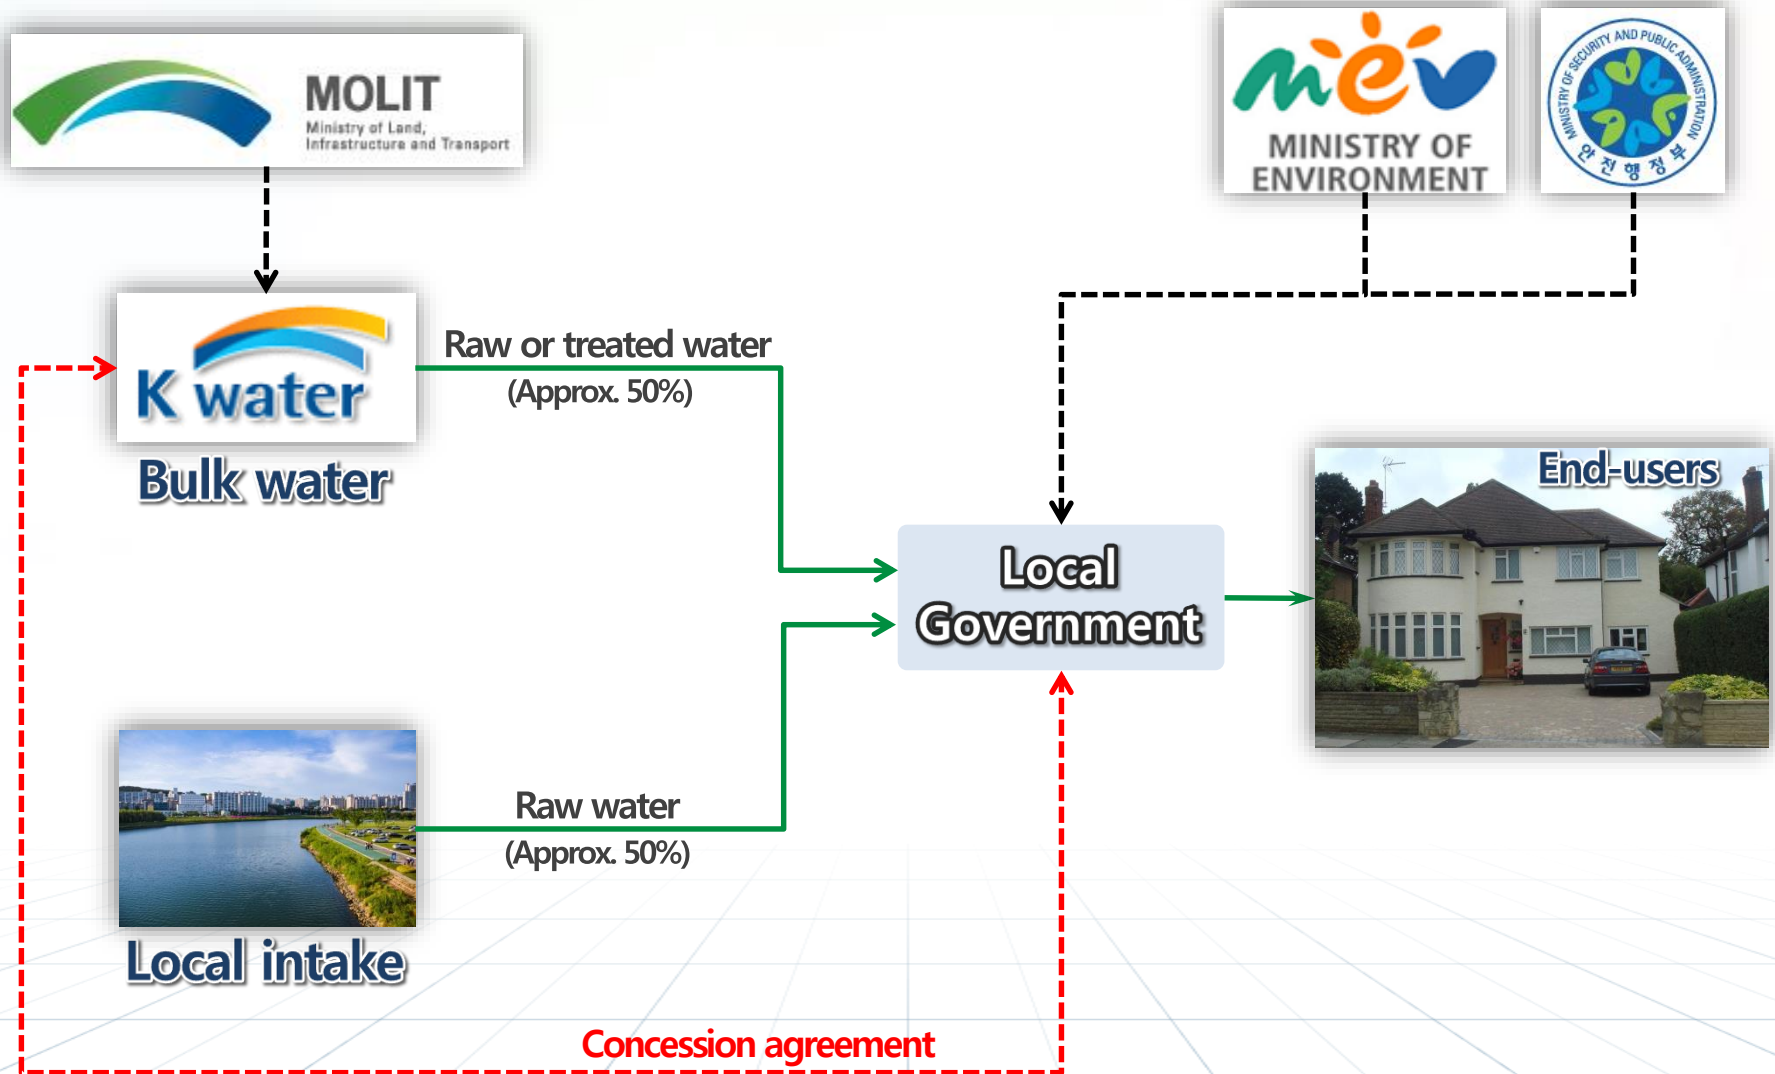 MOLIT
Ministry of Land,
Infrastructure and Transport
mev
MINISTRY OF
ENVIRONMENT
MINISTRY OF SECURITY AND PUBLIC ADMINISTRATION
안전행정부
K water
Bulk water
Raw or treated water
(Approx. 50%)
End-users
Local
Government
Raw water
(Approx. 50%)
Local intake
Concession agreement